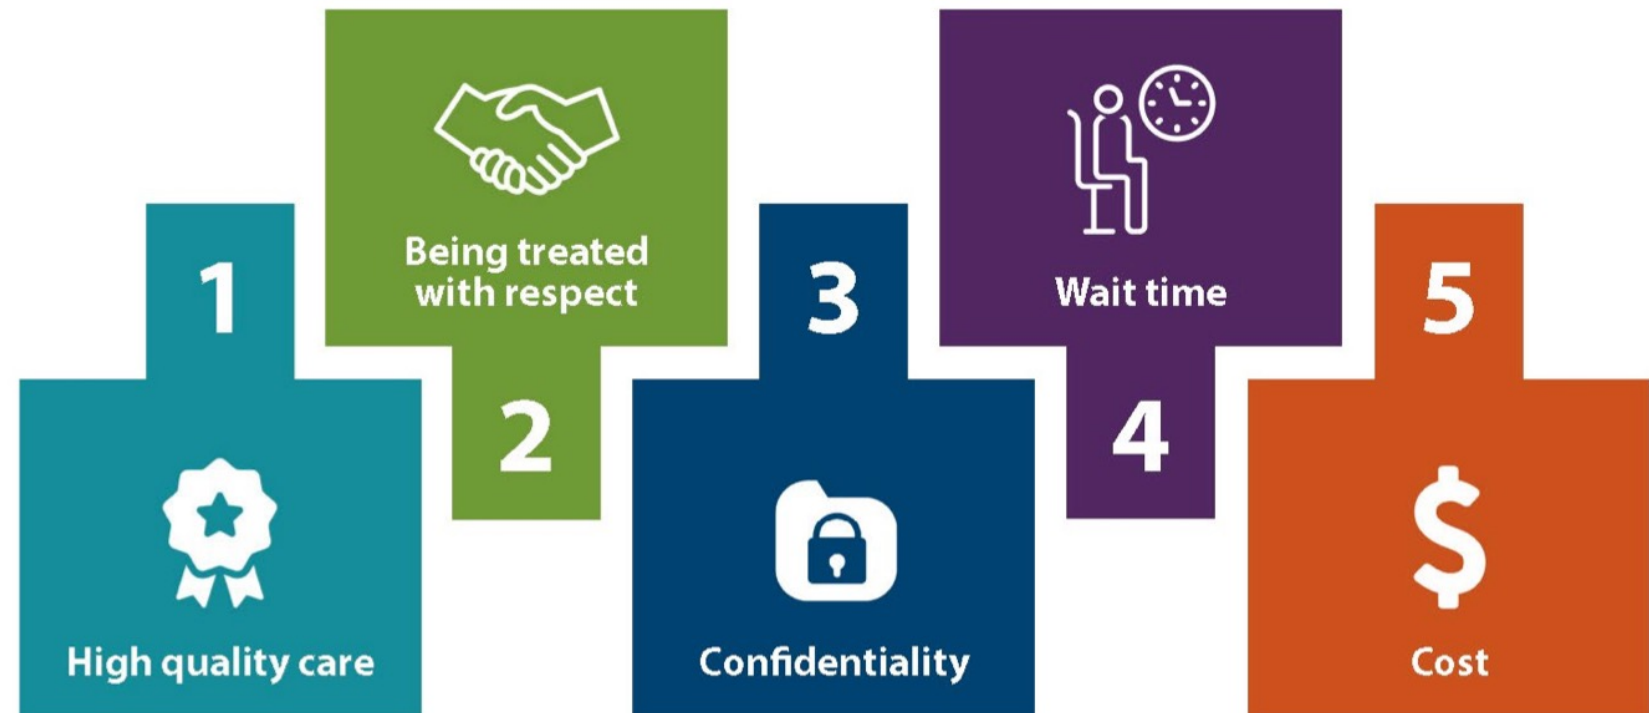 1
High quality care
Being treated
with respect
2
3
Confidentiality
Wait time
4
5
$
Cost